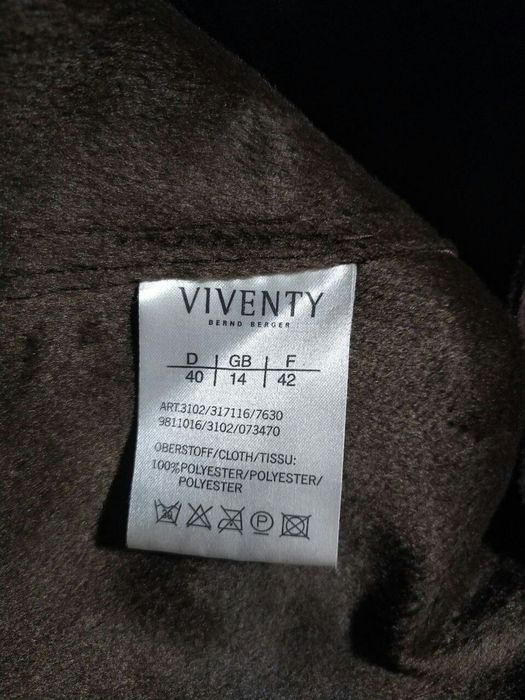 VIVENTY
BERND BERGER
D | GB | F
40 | 14 | 42
ART.3102/317116/7630
9811016/3102/073470
OBERSTOFF/CLOTH/TISSU:
100%POLYESTER/POLYESTER/
POLYESTER
30 P